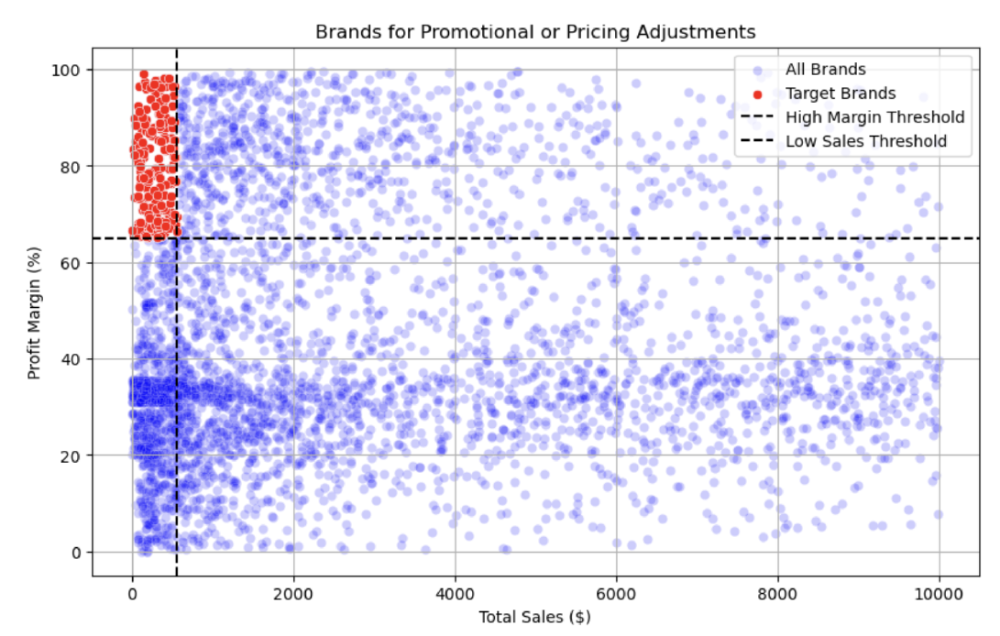 Brands for Promotional or Pricing Adjustments
All Brands
Target Brands
High Margin Threshold
Low Sales Threshold
100
80
60
40
20
0
Profit Margin (%)
0 2000 4000 6000 8000 10000
Total Sales ($)